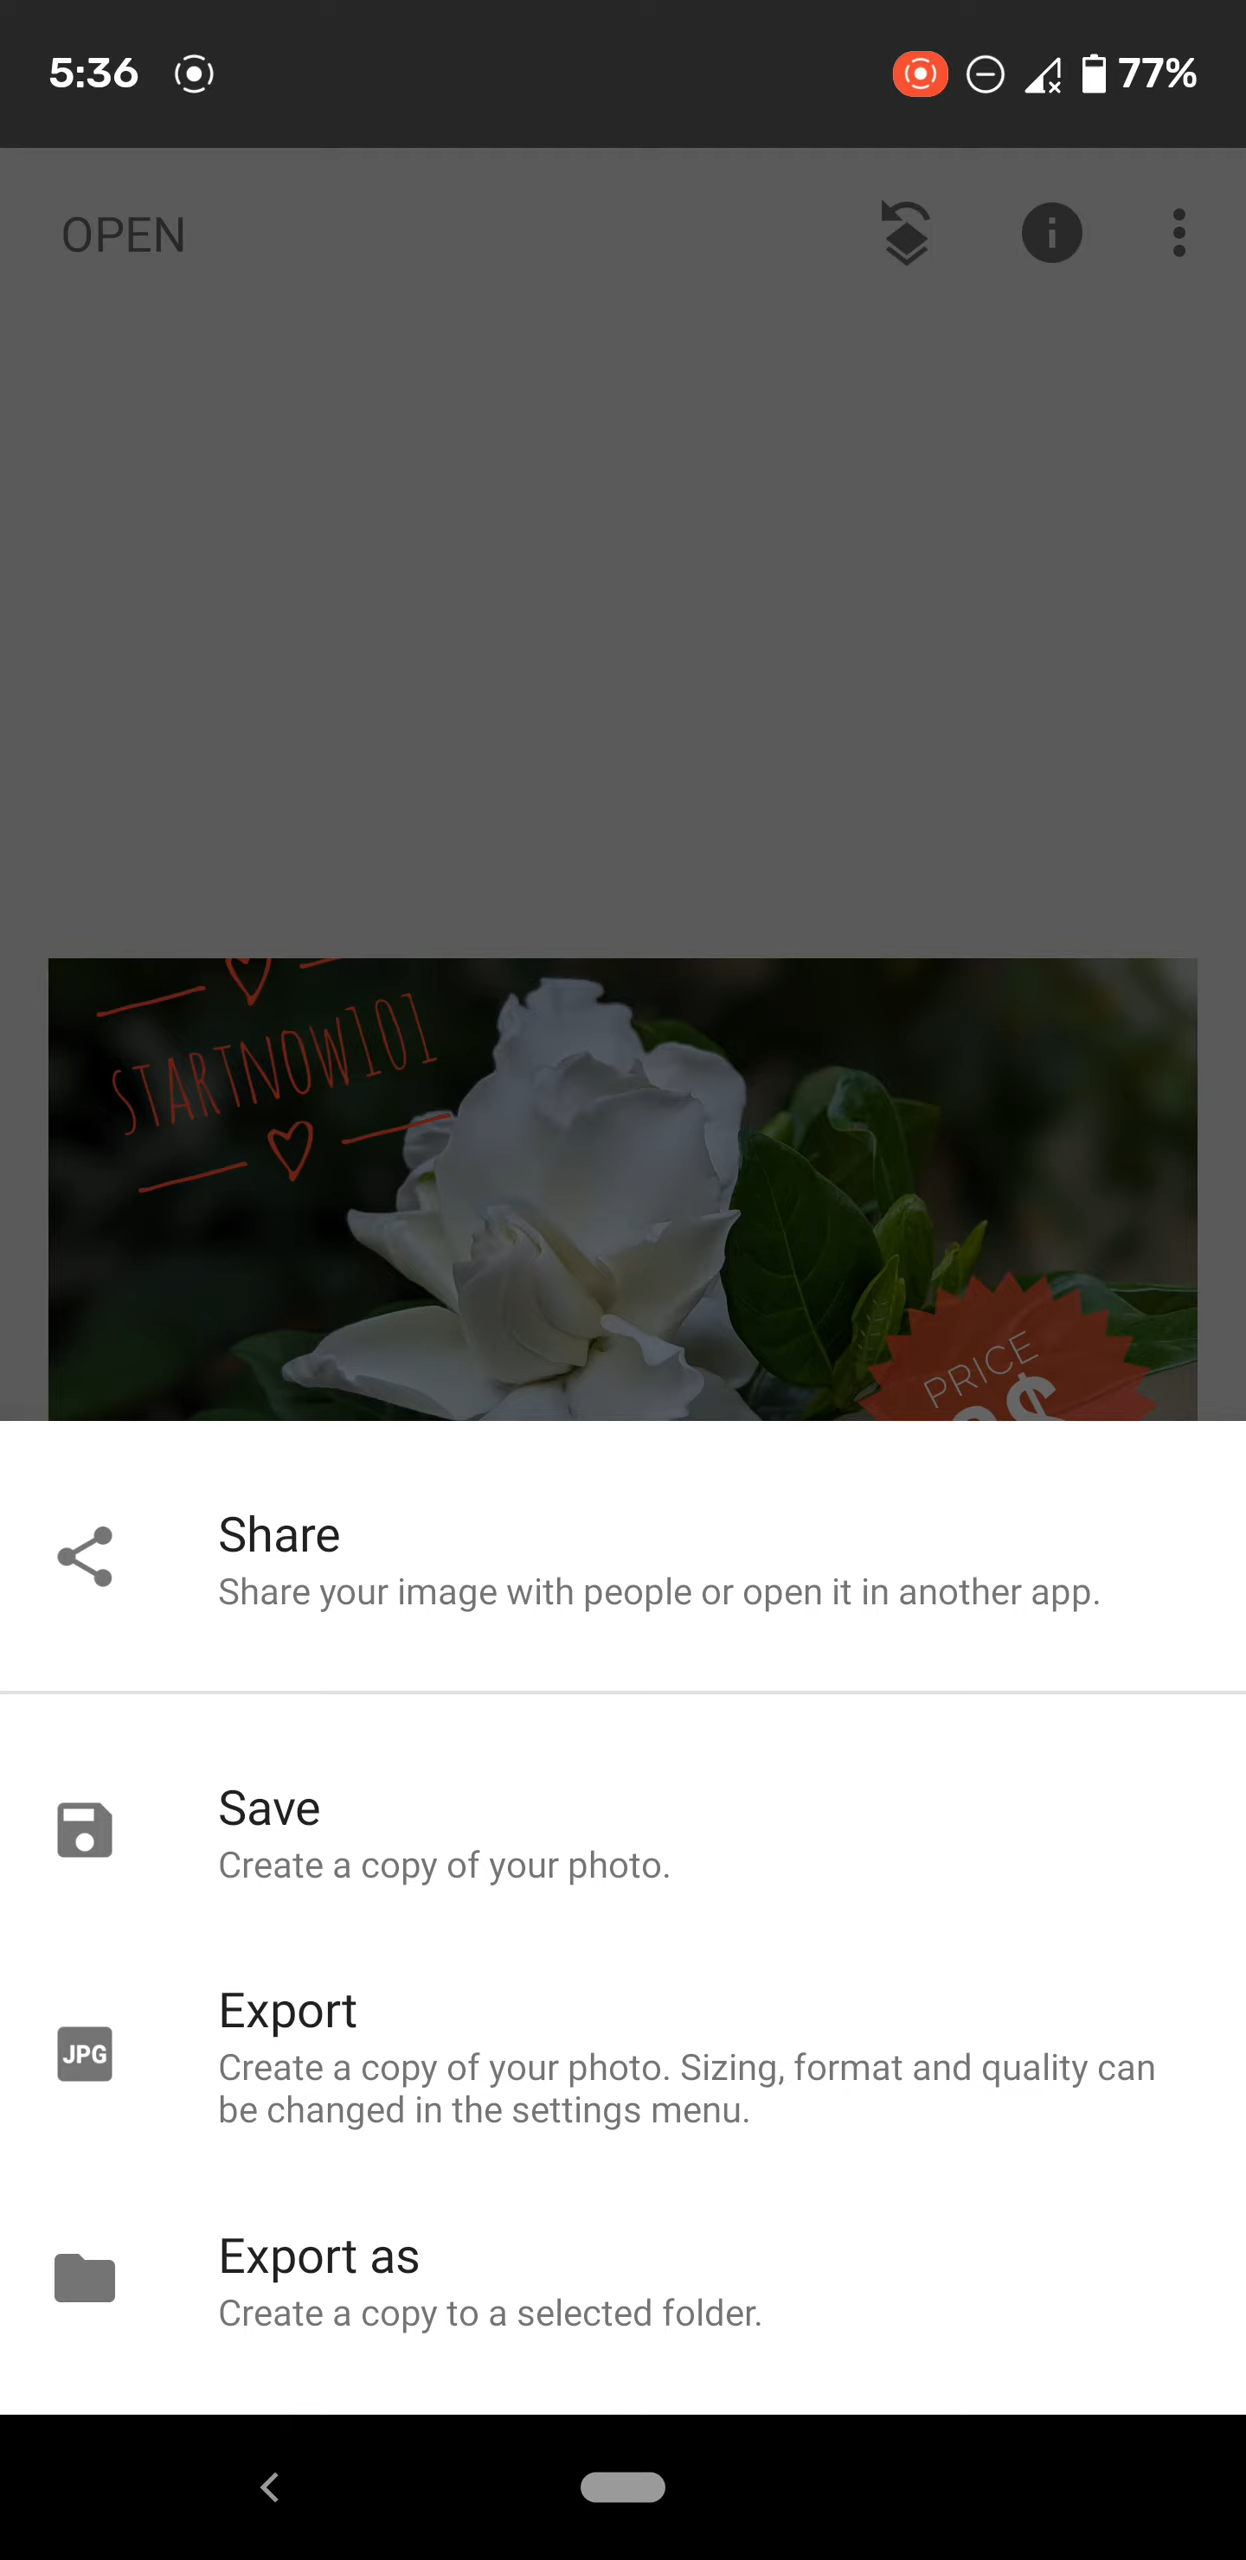 5:36
77%
OPEN
STARTNOW101
PRICE
Share
Share your image with people or open it in another app.
Save
Create a copy of your photo.
JPG
Export
Create a copy of your photo. Sizing, format and quality can
be changed in the settings menu.
Export as
Create a copy to a selected folder.